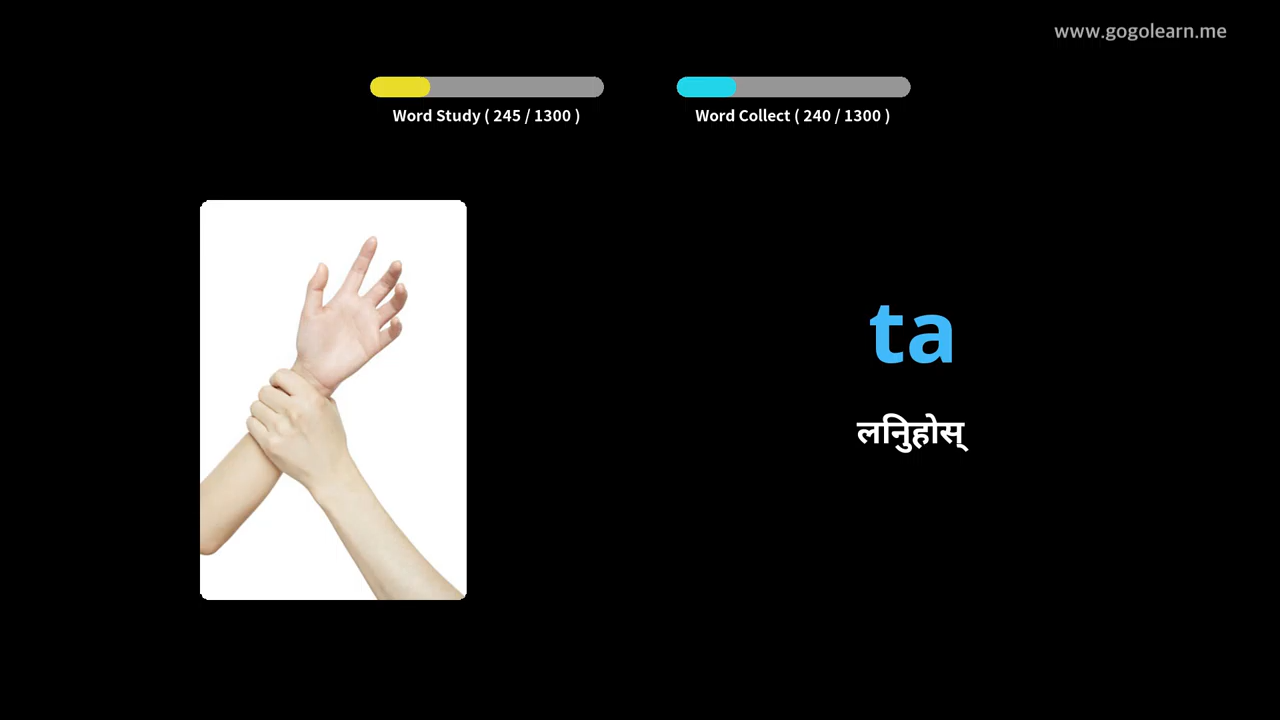 www.gogolearn.me
Word Study ( 245 / 1300 )
Word Collect ( 240 / 1300 )
ta
लनिुहोस्